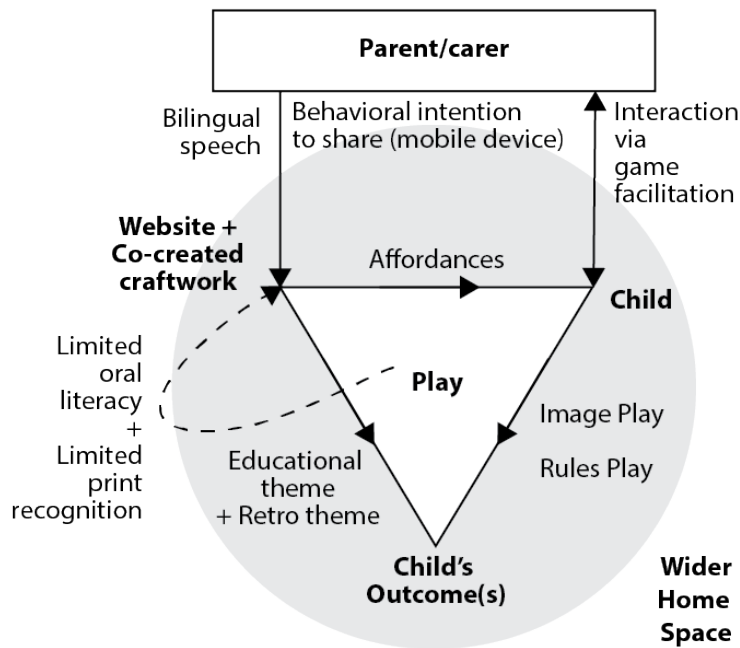 Parent/carer
Bilingual
speech
Behavioral intention
to share (mobile device)
Interaction
via
game
facilitation
Website +
Co-created
craftwork
Affordances
Child
Limited
oral
literacy
+
Limited
print
recognition
Play
Image Play
Rules Play
Educational
theme
+ Retro theme
Child’s
Outcome(s)
Wider
Home
Space